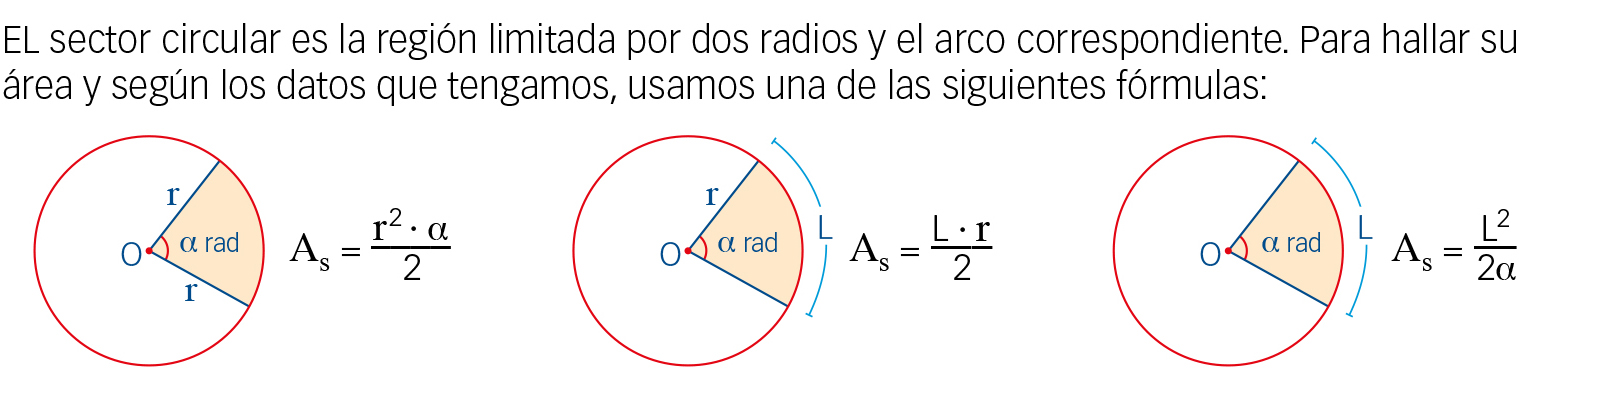 EL sector circular es la región limitada por dos radios y el arco correspondiente. Para hallar su
área y según los datos que tengamos, usamos una de las siguientes fórmulas:
r
O
α rad
r
Aₛ = r² · α / 2
r
O
α rad
L
Aₛ = L · r / 2
O
α rad
L
Aₛ = L² / 2α